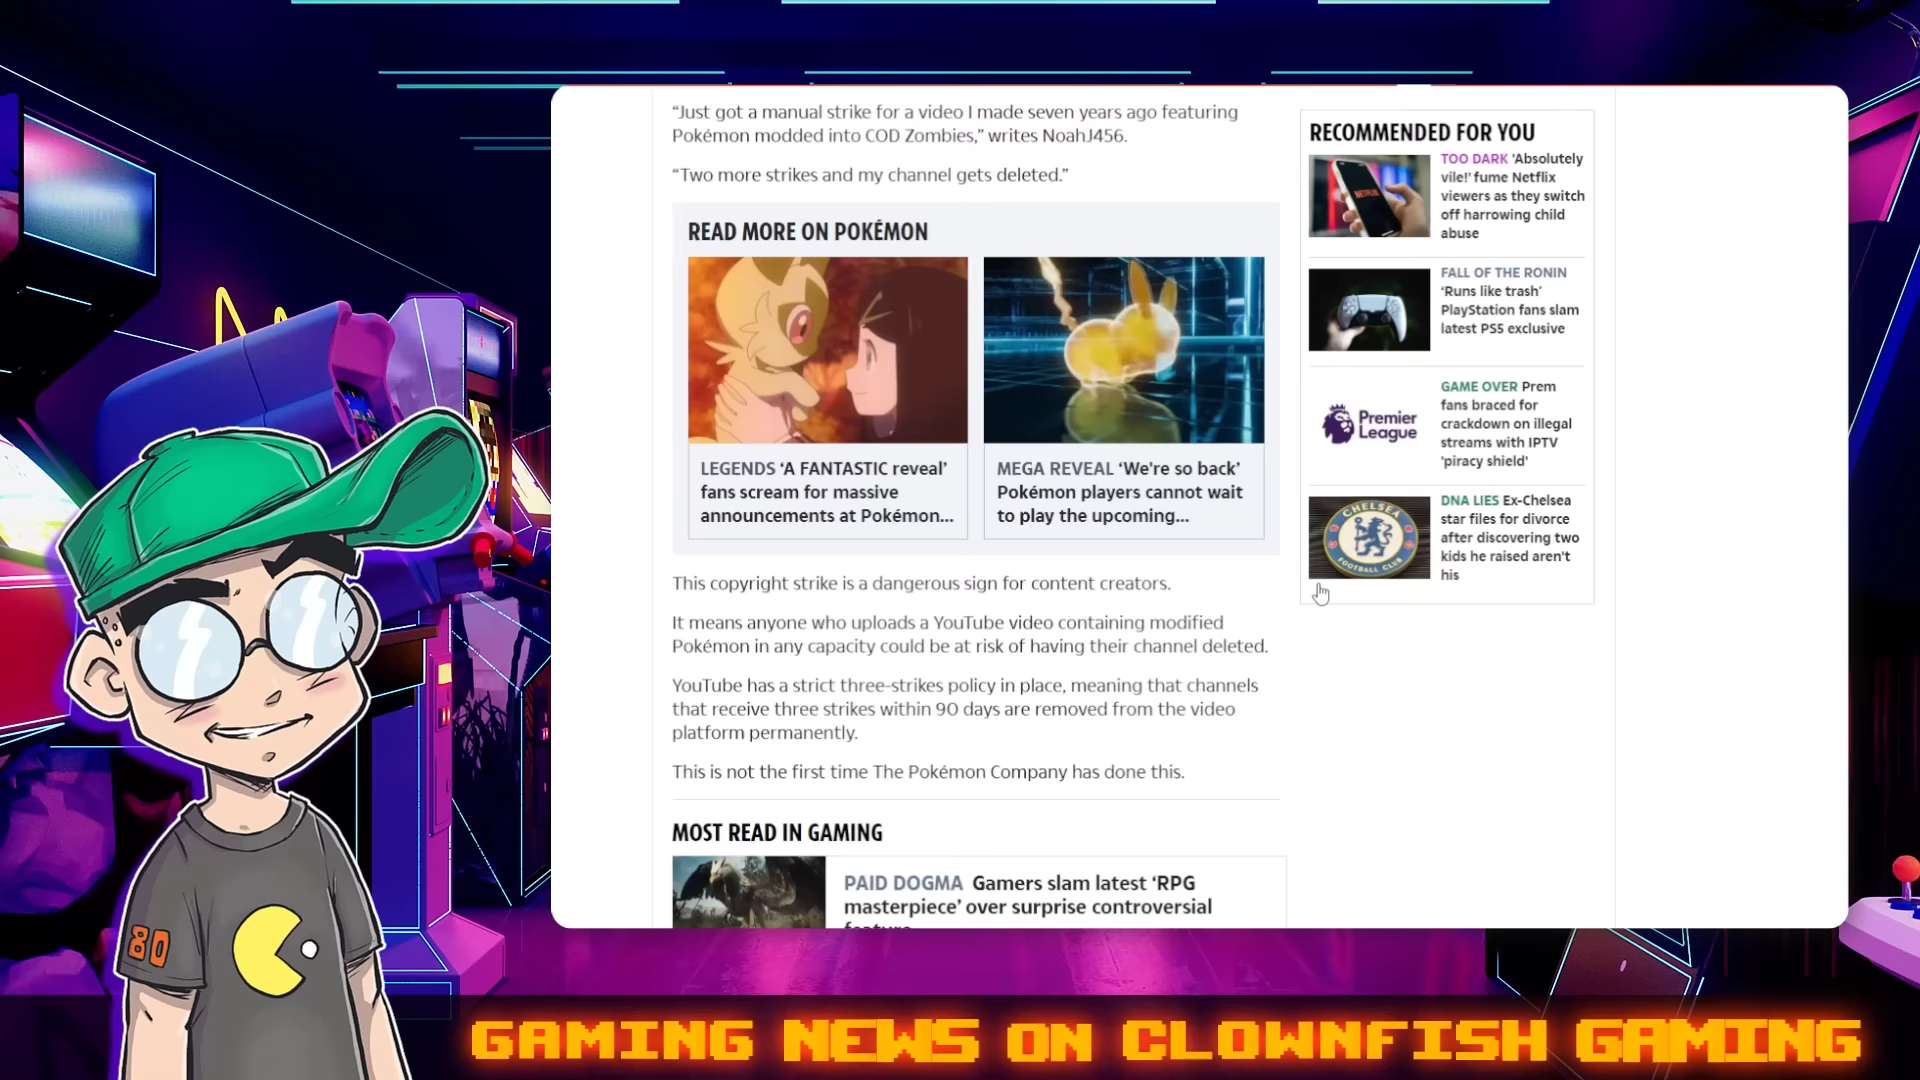 “Just got a manual strike for a video I made seven years ago featuring
Pokémon modded into COD Zombies,” writes NoahJ456.
“Two more strikes and my channel gets deleted.”
READ MORE ON POKÉMON
LEGENDS ‘A FANTASTIC reveal’
fans scream for massive
announcements at Pokémon...
MEGA REVEAL ‘We're so back’
Pokémon players cannot wait
to play the upcoming...
This copyright strike is a dangerous sign for content creators.
It means anyone who uploads a YouTube video containing modified
Pokémon in any capacity could be at risk of having their channel deleted.
YouTube has a strict three-strikes policy in place, meaning that channels
that receive three strikes within 90 days are removed from the video
platform permanently.
This is not the first time The Pokémon Company has done this.
MOST READ IN GAMING
PAID DOGMA Gamers slam latest ‘RPG
masterpiece’ over surprise controversial
RECOMMENDED FOR YOU
NETFLIX
TOO DARK 'Absolutely
vile!' fume Netflix
viewers as they switch
off harrowing child
abuse
FALL OF THE RONIN
‘Runs like trash’
PlayStation fans slam
latest PS5 exclusive
Premier
League
GAME OVER Prem
fans braced for
crackdown on illegal
streams with IPTV
'piracy shield'
CHELSEA
FOOTBALL CLUB
DNA LIES Ex-Chelsea
star files for divorce
after discovering two
kids he raised aren't
his
80
GAMING NEWS ON CLOWNFISH GAMING